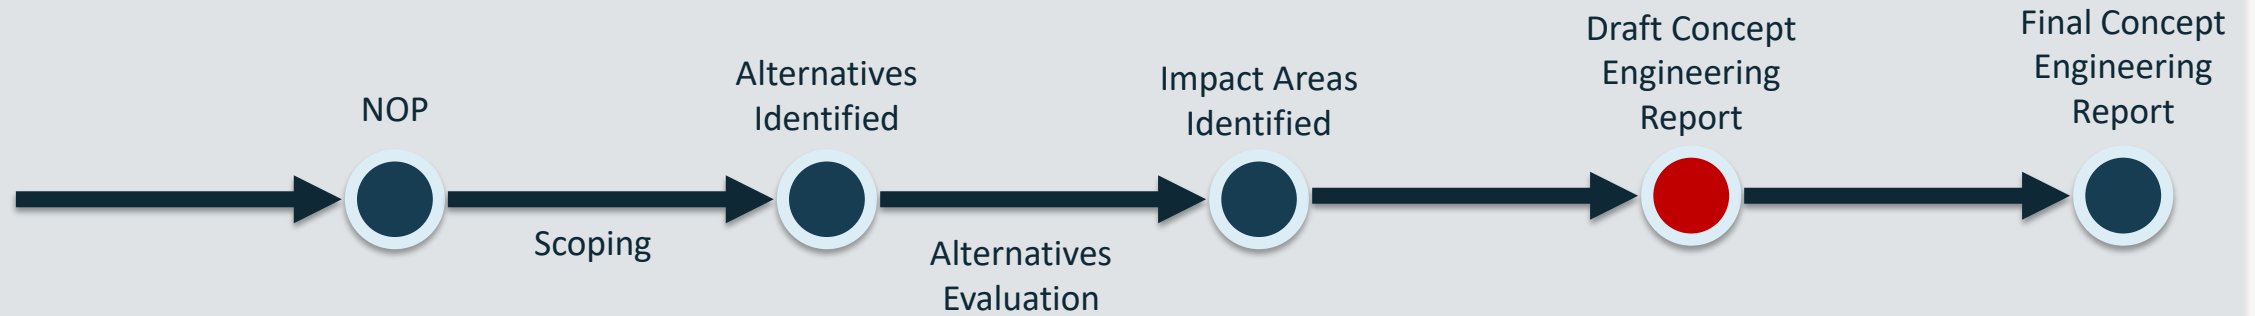 NOP
Scoping
Alternatives
Identified
Alternatives
Evaluation
Impact Areas
Identified
Draft Concept
Engineering
Report
Final Concept
Engineering
Report